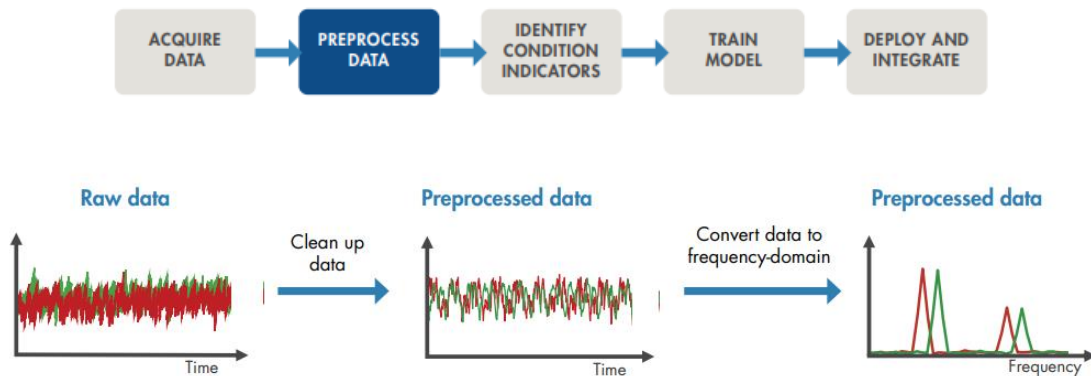 ACQUIRE
DATA
PREPROCESS
DATA
IDENTIFY
CONDITION
INDICATORS
TRAIN
MODEL
DEPLOY AND
INTEGRATE
Raw data
Clean up
data
Time
Preprocessed data
Time
Convert data to
frequency-domain
Preprocessed data
Frequency